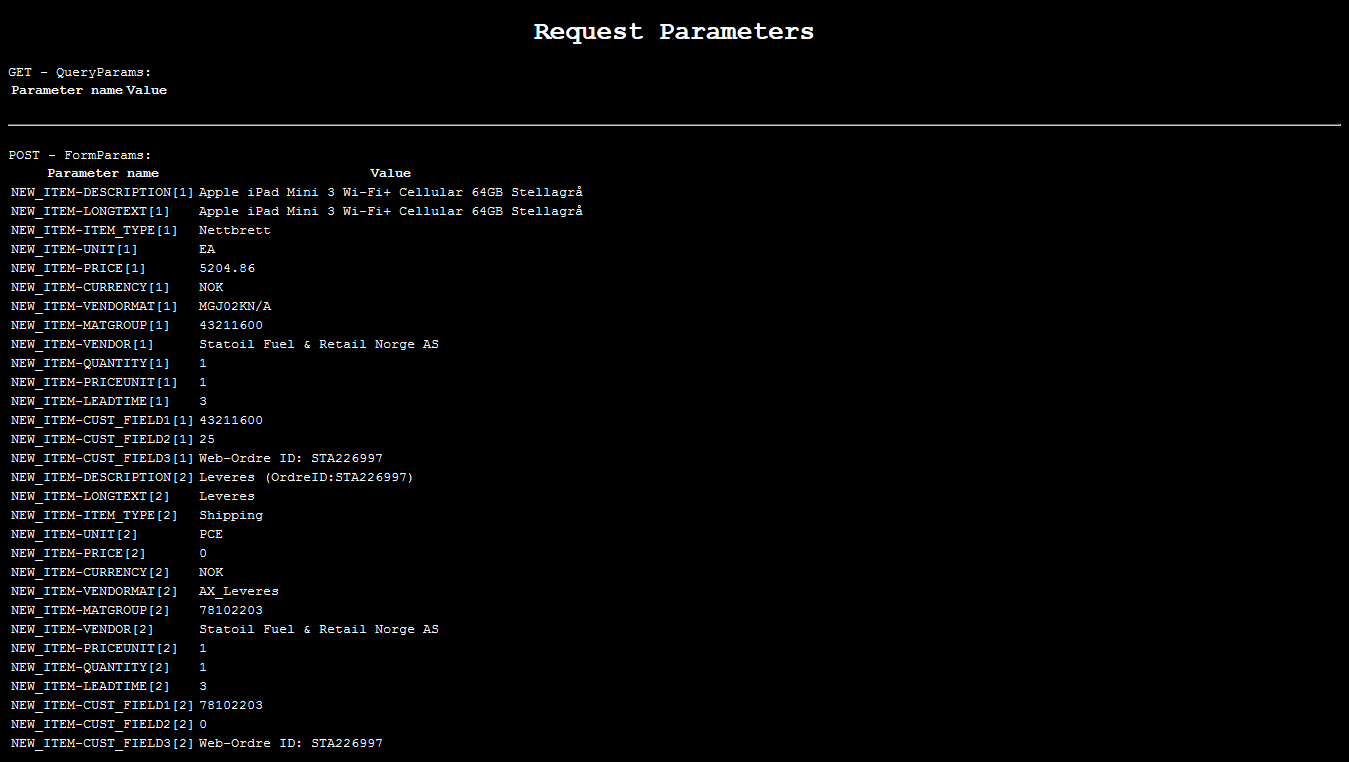 Request Parameters
GET - QueryParams:
Parameter name Value
POST - FormParams:
Parameter name Value
NEW_ITEM-DESCRIPTION[1] Apple iPad Mini 3 Wi-Fi+ Cellular 64GB Stellagrå
NEW_ITEM-LONGTEXT[1] Apple iPad Mini 3 Wi-Fi+ Cellular 64GB Stellagrå
NEW_ITEM-ITEM_TYPE[1] Nettbrett
NEW_ITEM-UNIT[1] EA
NEW_ITEM-PRICE[1] 5204.86
NEW_ITEM-CURRENCY[1] NOK
NEW_ITEM-VENDORMAT[1] MGJ02KN/A
NEW_ITEM-MATGROUP[1] 43211600
NEW_ITEM-VENDOR[1] Statoil Fuel & Retail Norge AS
NEW_ITEM-QUANTITY[1] 1
NEW_ITEM-PRICEUNIT[1] 1
NEW_ITEM-LEADTIME[1] 3
NEW_ITEM-CUST_FIELD1[1] 43211600
NEW_ITEM-CUST_FIELD2[1] 25
NEW_ITEM-CUST_FIELD3[1] Web-Ordre ID: STA226997
NEW_ITEM-DESCRIPTION[2] Leveres (OrdreID:STA226997)
NEW_ITEM-LONGTEXT[2] Leveres
NEW_ITEM-ITEM_TYPE[2] Shipping
NEW_ITEM-UNIT[2] PCE
NEW_ITEM-PRICE[2] 0
NEW_ITEM-CURRENCY[2] NOK
NEW_ITEM-VENDORMAT[2] AX_Leveres
NEW_ITEM-MATGROUP[2] 78102203
NEW_ITEM-VENDOR[2] Statoil Fuel & Retail Norge AS
NEW_ITEM-PRICEUNIT[2] 1
NEW_ITEM-QUANTITY[2] 1
NEW_ITEM-LEADTIME[2] 3
NEW_ITEM-CUST_FIELD1[2] 78102203
NEW_ITEM-CUST_FIELD2[2] 0
NEW_ITEM-CUST_FIELD3[2] Web-Ordre ID: STA226997